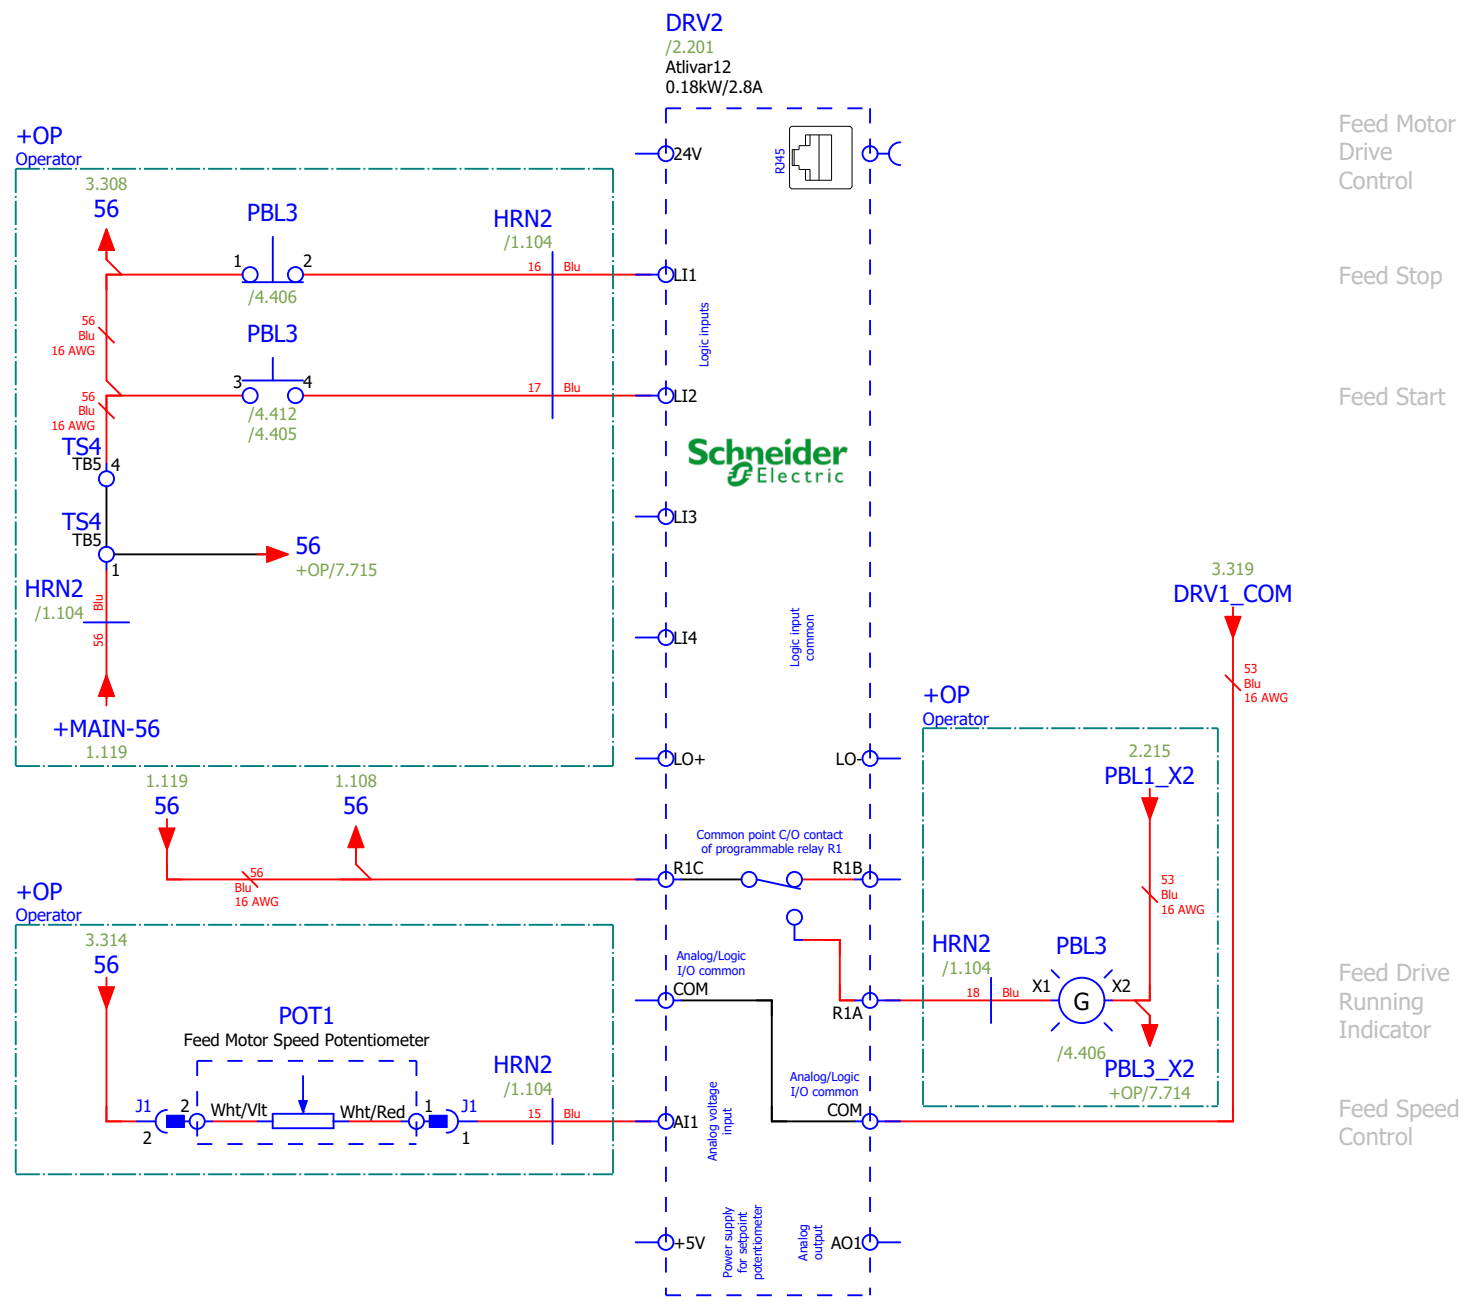 DRV2
/2.201
Atlivar12
0.18kW/2.8A
+OP
Operator
3.308
56
PBL3
1
2
/4.406
HRN2
/1.104
16
Blu
56
Blu
16 AWG
PBL3
3
4
/4.412
/4.405
17
Blu
56
Blu
16 AWG
TS4
TB5
4
TS4
TB5
1
56
+OP/7.715
HRN2
/1.104
Blu
56
+MAIN-56
1.119
24V
RJ45
LI1
Logic inputs
LI2
Schneider
Electric
LI3
LI4
Logic input
common
LO+
LO-
1.119
56
1.108
56
56
Blu
16 AWG
Common point C/O contact
of programmable relay R1
R1C
R1B
Analog/Logic
I/O common
COM
R1A
Analog/Logic
I/O common
COM
AI1
Analog voltage
input
+5V
Power supply
for setpoint
potentiometer
Analog
output
AO1
+OP
Operator
3.314
56
POT1
Feed Motor Speed Potentiometer
J1
2
2
Wht/Vlt
Wht/Red
1
J1
1
HRN2
/1.104
15
Blu
3.319
DRV1_COM
53
Blu
16 AWG
+OP
Operator
2.215
PBL1_X2
53
Blu
16 AWG
HRN2
/1.104
18
Blu
PBL3
X1
G
X2
/4.406
PBL3_X2
+OP/7.714
Feed Motor
Drive
Control
Feed Stop
Feed Start
Feed Drive
Running
Indicator
Feed Speed
Control